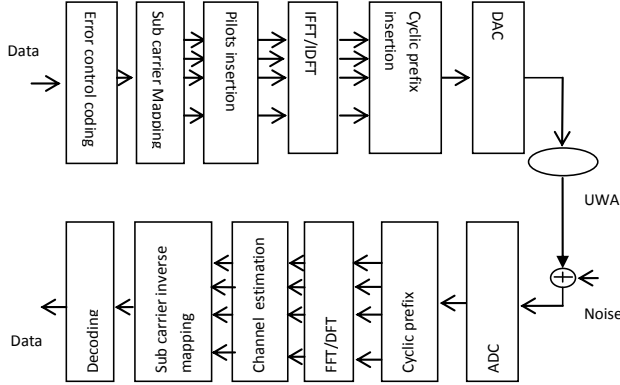 Data
Error control coding
Sub carrier Mapping
Pilots insertion
IFFT/IDFT
Cyclic prefix
insertion
DAC
UWA
Noise
ADC
Cyclic prefix
FFT/DFT
Channel estimation
Sub carrier inverse
mapping
Decoding
Data